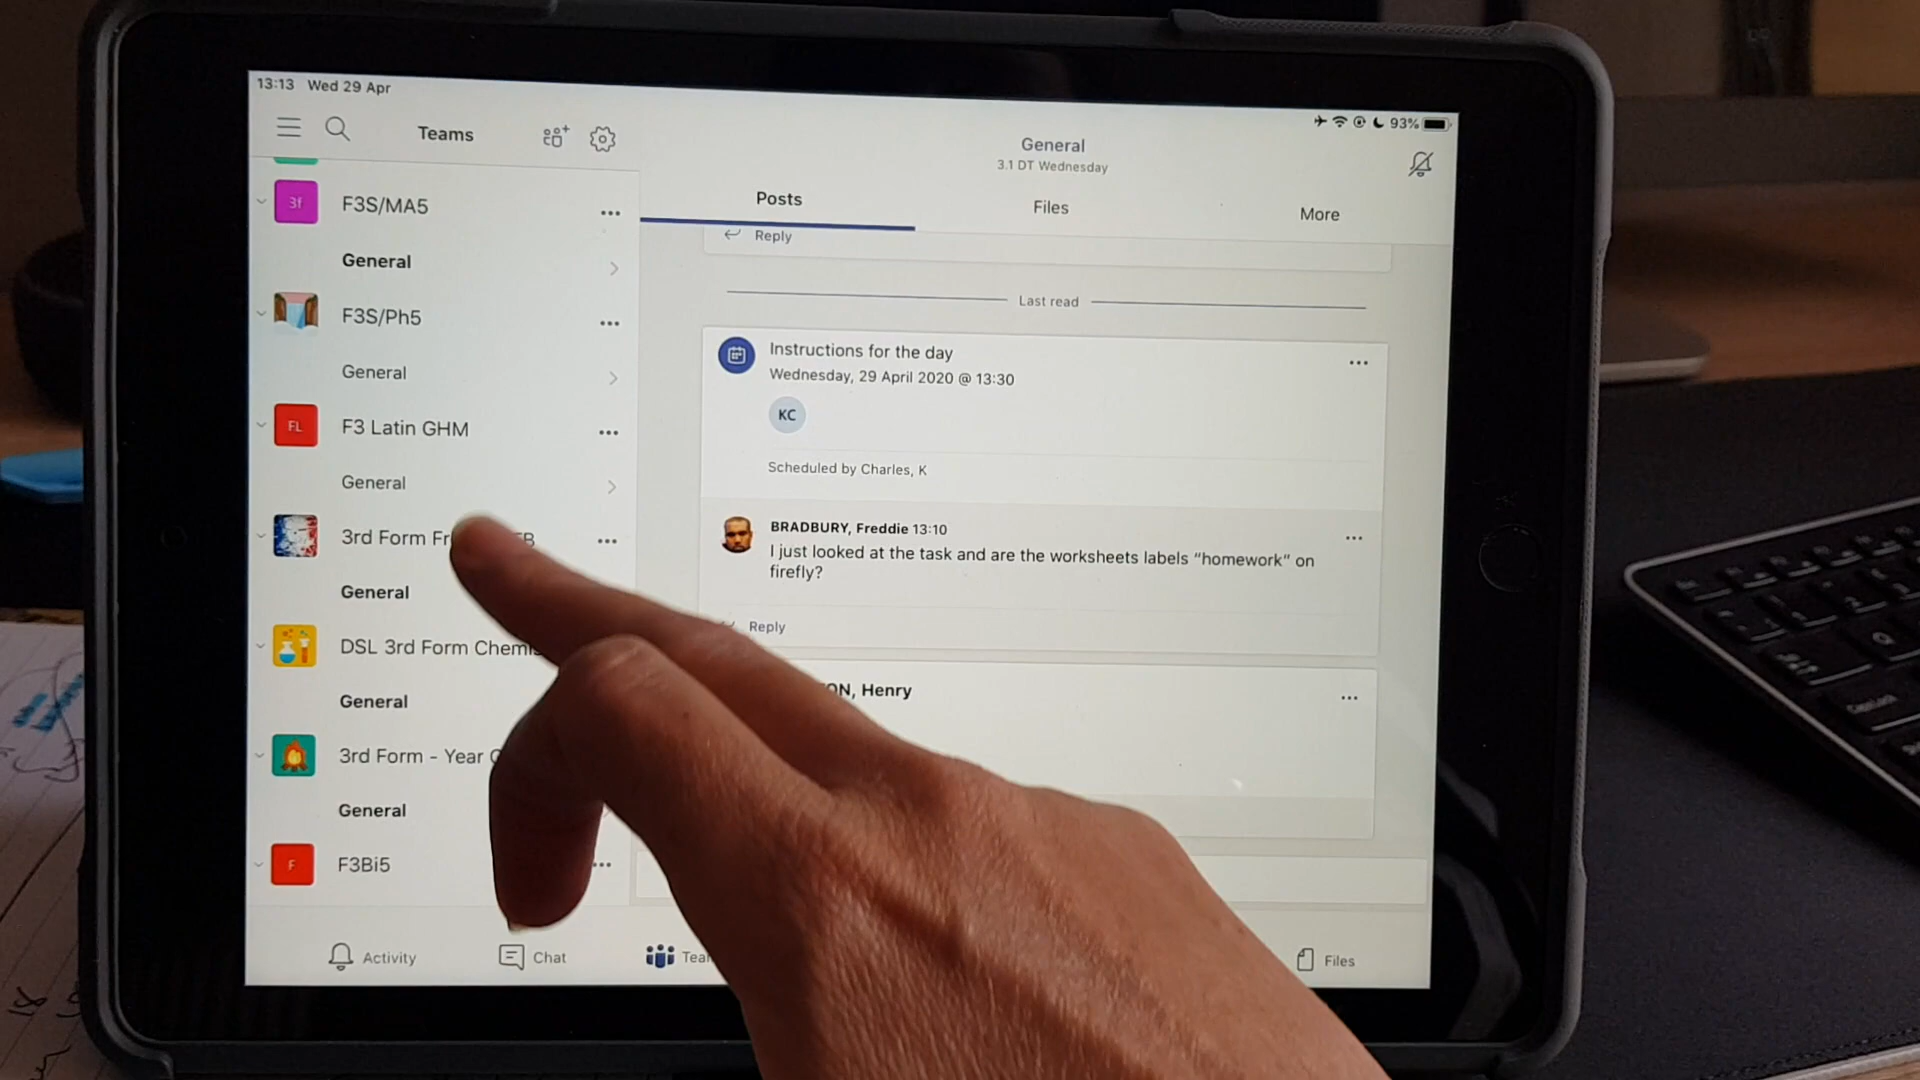 13:13 Wed 29 Apr
93%
Teams
General
3.1 DT Wednesday
Posts
Files
More
3f
F3S/MA5
General
F3S/Ph5
General
FL
F3 Latin GHM
General
3rd Form
General
DSL 3rd Form
General
3rd Form - Year
General
F
F3Bi5
Reply
Last read
Instructions for the day
Wednesday, 29 April 2020 @ 13:30
KC
Scheduled by Charles, K
BRADBURY, Freddie 13:10
I just looked at the task and are the worksheets labels “homework” on
firefly?
Reply
Henry
Activity
Chat
Files